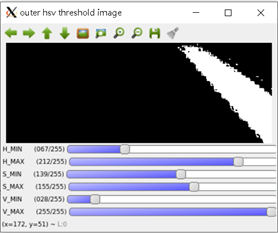 outer hsv threshold image
H_MIN (067/255)
H_MAX (212/255)
S_MIN (139/255)
S_MAX (155/255)
V_MIN (028/255)
V_MAX (255/255)
(x=172, y=51) ~ L:0